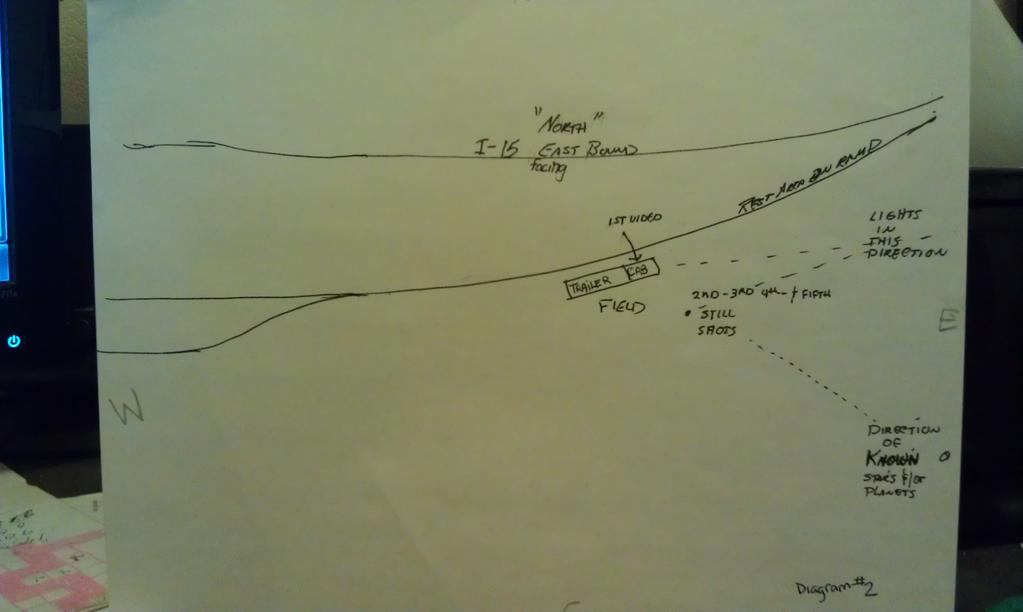 "NORTH"
I-15 EAST BOUND
facing
REST AREA ON RAMP
1ST VIDEO
LIGHTS
IN
THIS
DIRECTION
TRAILER CAB
FIELD
2ND-3RD-4TH-& FIFTH
STILL
SHOTS
E
W
DIRECTION
OF
KNOWN
STARS &/OR
PLANETS
Diagram #2